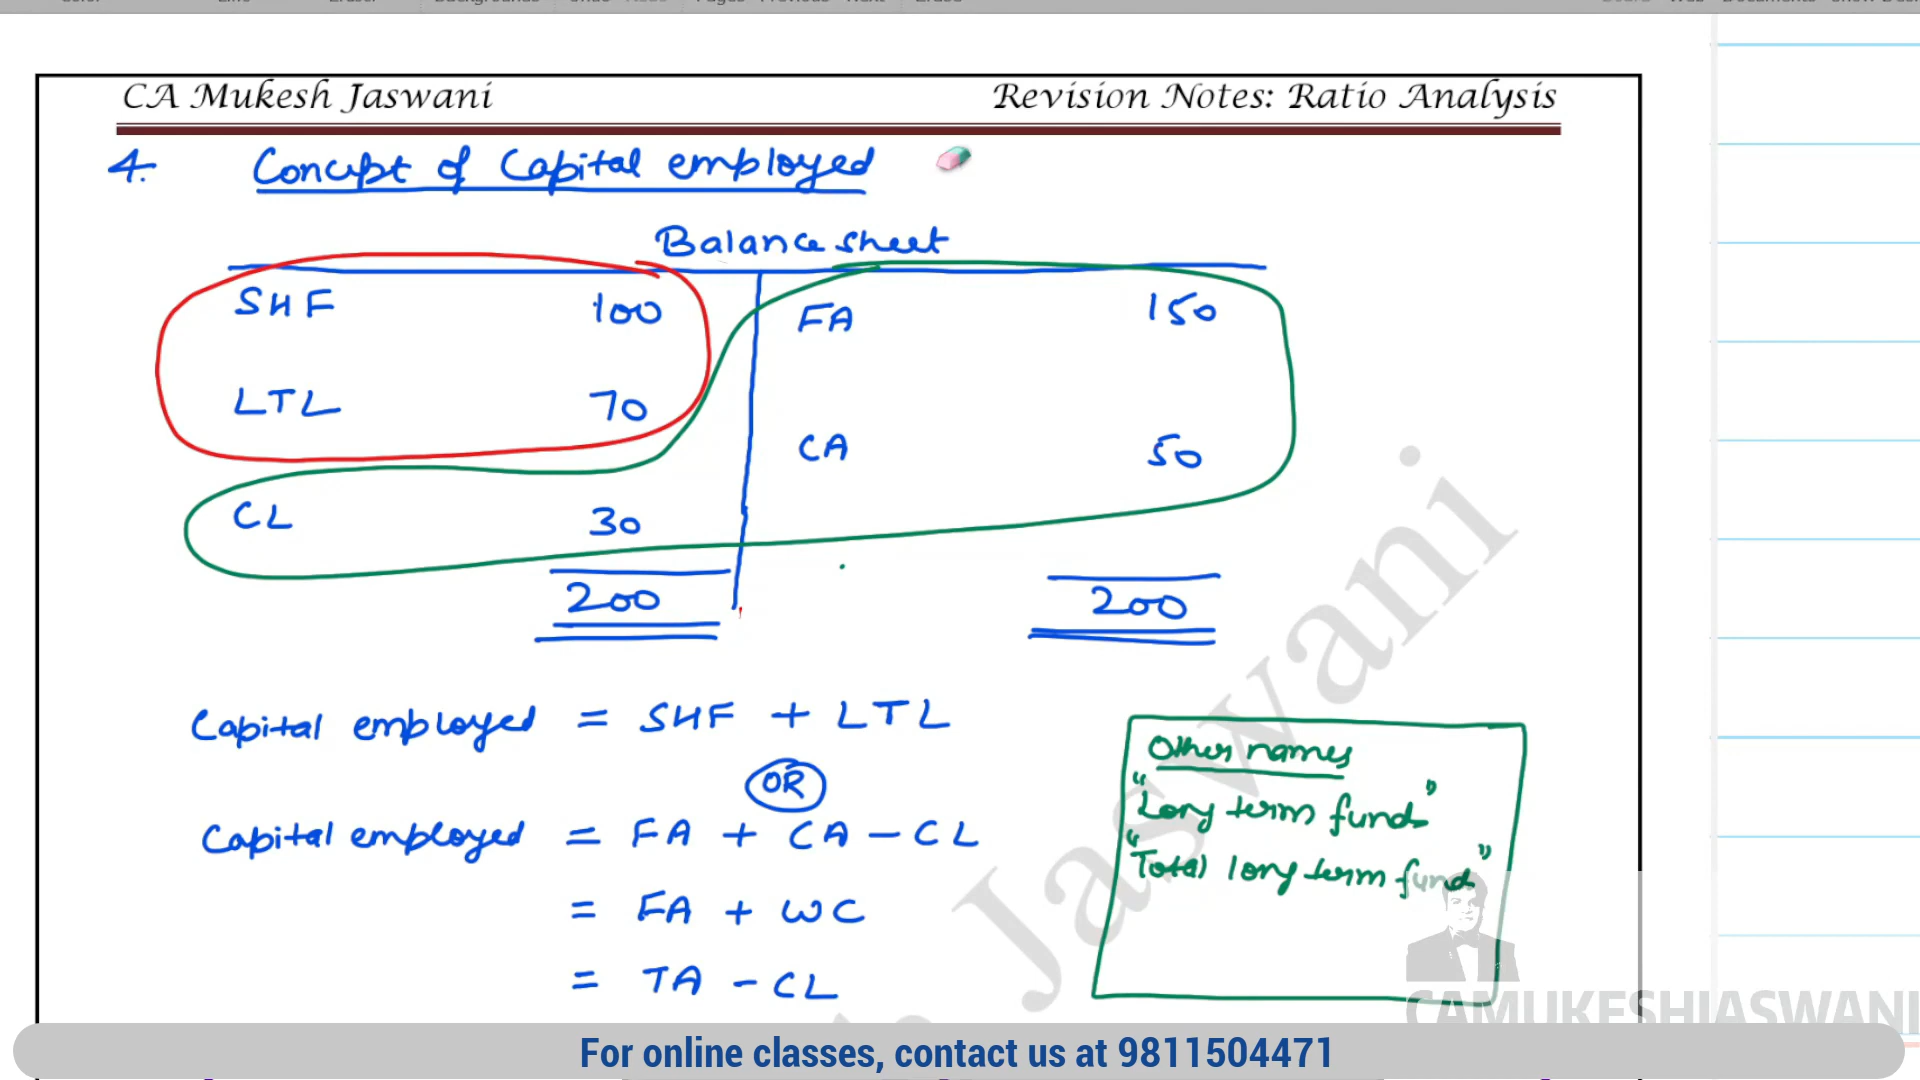 CA Mukesh Jaswani Revision Notes: Ratio Analysis
4. Concept of Capital employed
Balance sheet
SHF 100 FA 150
LTL 70
CA 50
CL 30
200 200
Capital employed = SHF + LTL
OR
Capital employed = FA + CA - CL
= FA + WC
= TA - CL
Other names
"Long term fund"
"Total long term fund"
Jaswani
CAMUKESHJASWANI
For online classes, contact us at 9811504471